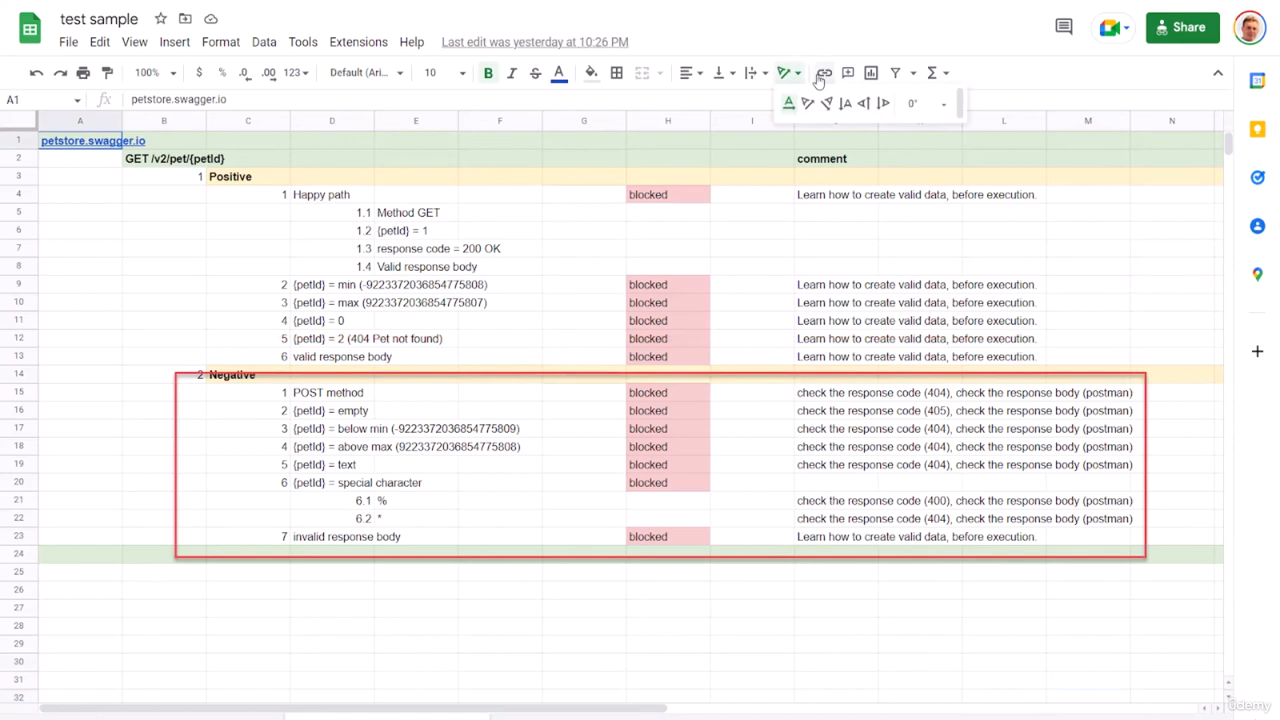 test sample
File Edit View Insert Format Data Tools Extensions Help Last edit was yesterday at 10:26 PM
Share
100% $ % .0 .00 123 Default (Ari... 10 B I S A
0°
A1 fx petstore.swagger.io
A B C D E F G H I J K L M N
1 petstore.swagger.io
2 GET /v2/pet/{petId} comment
3 1 Positive
4 1 Happy path blocked Learn how to create valid data, before execution.
5 1.1 Method GET
6 1.2 {petId} = 1
7 1.3 response code = 200 OK
8 1.4 Valid response body
9 2 {petId} = min (-9223372036854775808) blocked Learn how to create valid data, before execution.
10 3 {petId} = max (9223372036854775807) blocked Learn how to create valid data, before execution.
11 4 {petId} = 0 blocked Learn how to create valid data, before execution.
12 5 {petId} = 2 (404 Pet not found) blocked Learn how to create valid data, before execution.
13 6 valid response body blocked Learn how to create valid data, before execution.
14 2 Negative
15 1 POST method blocked check the response code (404), check the response body (postman)
16 2 {petId} = empty blocked check the response code (405), check the response body (postman)
17 3 {petId} = below min (-9223372036854775809) blocked check the response code (404), check the response body (postman)
18 4 {petId} = above max (9223372036854775808) blocked check the response code (404), check the response body (postman)
19 5 {petId} = text blocked check the response code (404), check the response body (postman)
20 6 {petId} = special character blocked
21 6.1 % check the response code (400), check the response body (postman)
22 6.2 * check the response code (404), check the response body (postman)
23 7 invalid response body blocked Learn how to create valid data, before execution.
24
25
26
27
28
29
30
31
32
ûdemy